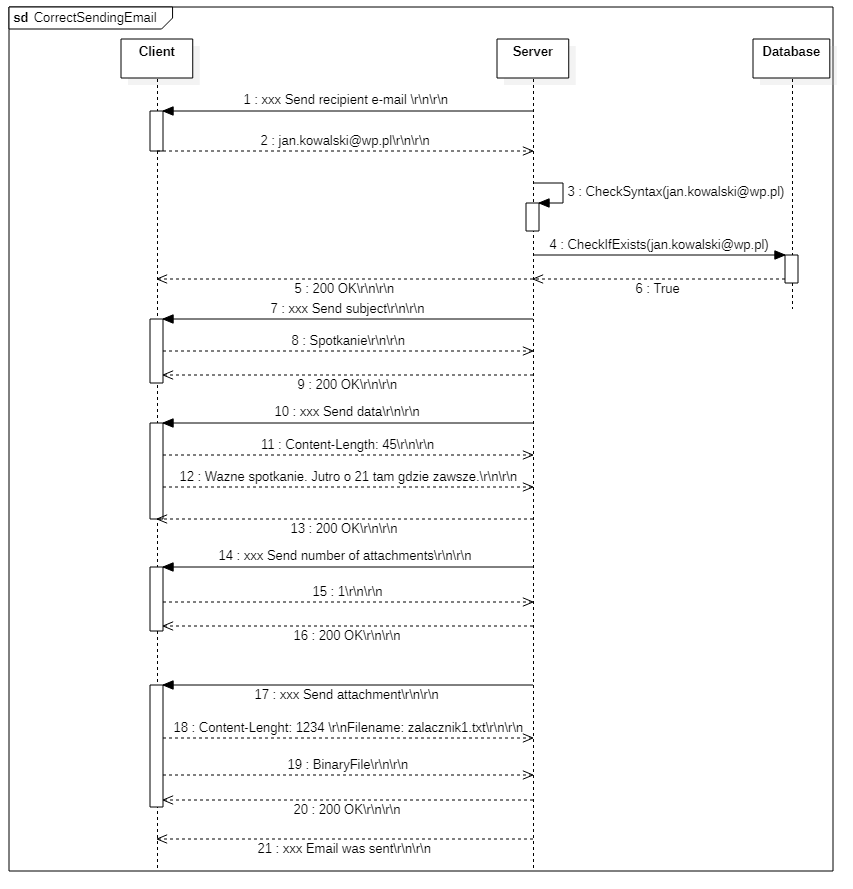 sd CorrectSendingEmail
Client
Server
Database
1 : xxx Send recipient e-mail \r\n\r\n
2 : jan.kowalski@wp.pl\r\n\r\n
3 : CheckSyntax(jan.kowalski@wp.pl)
4 : CheckIfExists(jan.kowalski@wp.pl)
5 : 200 OK\r\n\r\n
6 : True
7 : xxx Send subject\r\n\r\n
8 : Spotkanie\r\n\r\n
9 : 200 OK\r\n\r\n
10 : xxx Send data\r\n\r\n
11 : Content-Length: 45\r\n\r\n
12 : Wazne spotkanie. Jutro o 21 tam gdzie zawsze.\r\n\r\n
13 : 200 OK\r\n\r\n
14 : xxx Send number of attachments\r\n\r\n
15 : 1\r\n\r\n
16 : 200 OK\r\n\r\n
17 : xxx Send attachment\r\n\r\n
18 : Content-Lenght: 1234 \r\nFilename: zalacznik1.txt\r\n\r\n
19 : BinaryFile\r\n\r\n
20 : 200 OK\r\n\r\n
21 : xxx Email was sent\r\n\r\n